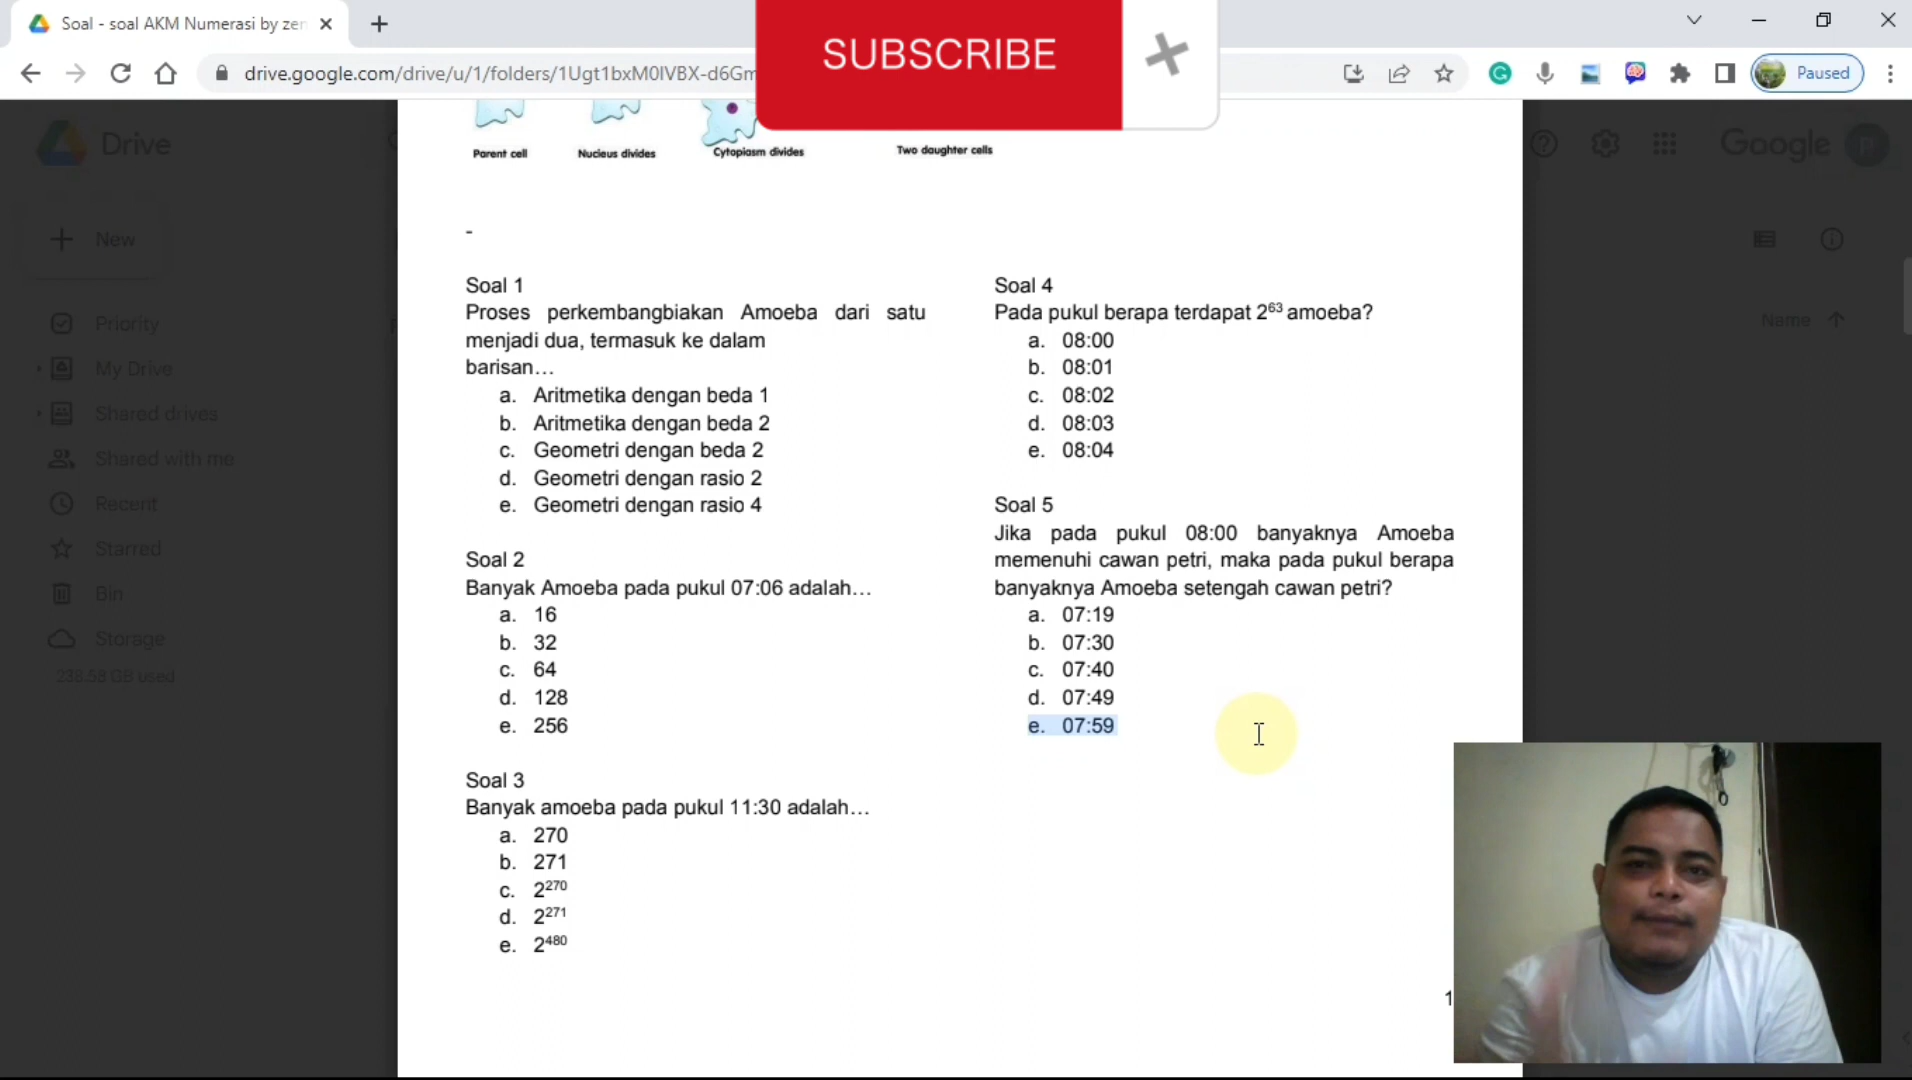 Soal - soal AKM Numerasi by zen
SUBSCRIBE
drive.google.com/drive/u/1/folders/1Ugt1bxM0IVBX-d6Gm
Paused
Drive
Google
Parent cell
Nucleus divides
Cytoplasm divides
Two daughter cells
New
Priority
My Drive
Shared drives
Shared with me
Recent
Starred
Bin
Storage
238.58 GB used
Name
-
Soal 1
Proses perkembangbiakan Amoeba dari satu
menjadi dua, termasuk ke dalam
barisan…
a. Aritmetika dengan beda 1
b. Aritmetika dengan beda 2
c. Geometri dengan beda 2
d. Geometri dengan rasio 2
e. Geometri dengan rasio 4
Soal 2
Banyak Amoeba pada pukul 07:06 adalah…
a. 16
b. 32
c. 64
d. 128
e. 256
Soal 3
Banyak amoeba pada pukul 11:30 adalah…
a. 270
b. 271
c. 2²⁷⁰
d. 2²⁷¹
e. 2⁴⁸⁰
Soal 4
Pada pukul berapa terdapat 2⁶³ amoeba?
a. 08:00
b. 08:01
c. 08:02
d. 08:03
e. 08:04
Soal 5
Jika pada pukul 08:00 banyaknya Amoeba
memenuhi cawan petri, maka pada pukul berapa
banyaknya Amoeba setengah cawan petri?
a. 07:19
b. 07:30
c. 07:40
d. 07:49
e. 07:59
1